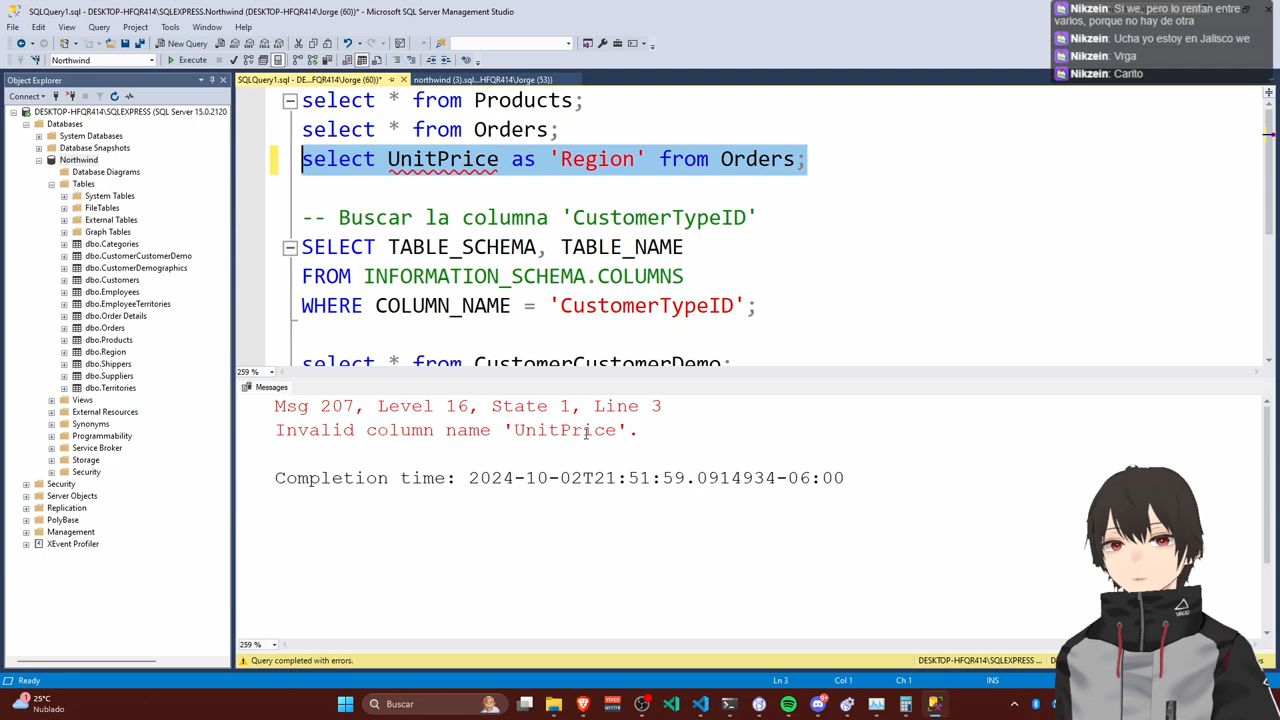 SQLQuery1.sql - DESKTOP-HFQR414\SQLEXPRESS.Northwind (DESKTOP-HFQR414\Jorge (60))* - Microsoft SQL Server Management Studio
Nikzein: Si we, pero lo rentan entre
varios, porque no hay de otra
Nikzein: Ucha yo estoy en Jalisco we
Nikzein: Vrga
Nikzein: Carito
File Edit View Query Project Tools Window Help
New Query
Northwind
Execute
Object Explorer
SQLQuery1.sql - DE...FQR414\Jorge (60))*
northwind (3).sql...HFQR414\Jorge (53))
Connect
DESKTOP-HFQR414\SQLEXPRESS (SQL Server 15.0.2120
Databases
System Databases
Database Snapshots
Northwind
Database Diagrams
Tables
System Tables
FileTables
External Tables
Graph Tables
dbo.Categories
dbo.CustomerCustomerDemo
dbo.CustomerDemographics
dbo.Customers
dbo.Employees
dbo.EmployeeTerritories
dbo.Order Details
dbo.Orders
dbo.Products
dbo.Region
dbo.Shippers
dbo.Suppliers
dbo.Territories
Views
External Resources
Synonyms
Programmability
Service Broker
Storage
Security
Security
Server Objects
Replication
PolyBase
Management
XEvent Profiler
select * from Products;
select * from Orders;
select UnitPrice as 'Region' from Orders;
-- Buscar la columna 'CustomerTypeID'
SELECT TABLE_SCHEMA, TABLE_NAME
FROM INFORMATION_SCHEMA.COLUMNS
WHERE COLUMN_NAME = 'CustomerTypeID';
select * from CustomerCustomerDemo;
259 %
Messages
Msg 207, Level 16, State 1, Line 3
Invalid column name 'UnitPrice'.
Completion time: 2024-10-02T21:51:59.0914934-06:00
259 %
Query completed with errors.
DESKTOP-HFQR414\SQLEXPRESS ...
Ready
Ln 3
Col 1
Ch 1
INS
25°C
Nublado
Buscar